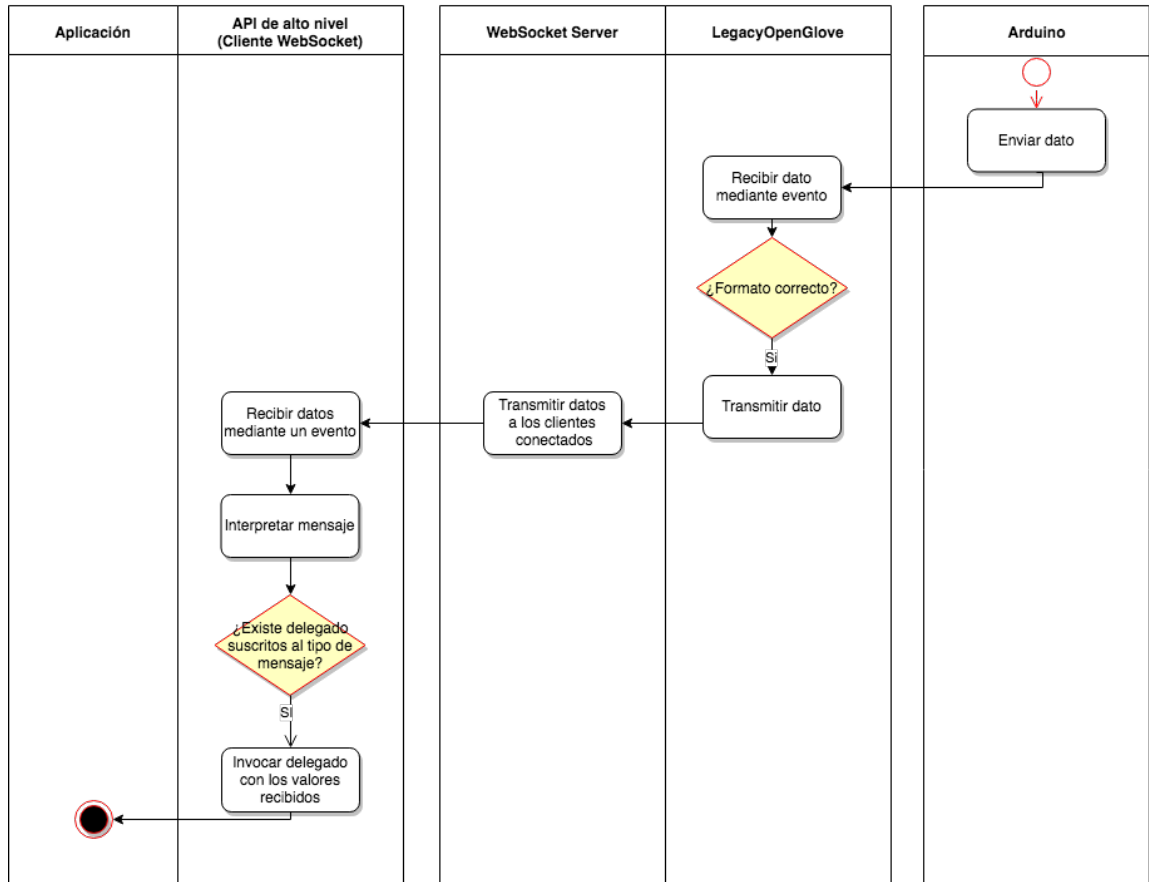 Aplicación
API de alto nivel
(Cliente WebSocket)
WebSocket Server
LegacyOpenGlove
Arduino
Enviar dato
Recibir dato
mediante evento
¿Formato correcto?
Si
Transmitir dato
Transmitir datos
a los clientes
conectados
Recibir datos
mediante un evento
Interpretar mensaje
¿Existe delegado
suscritos al tipo de
mensaje?
SI
Invocar delegado
con los valores
recibidos